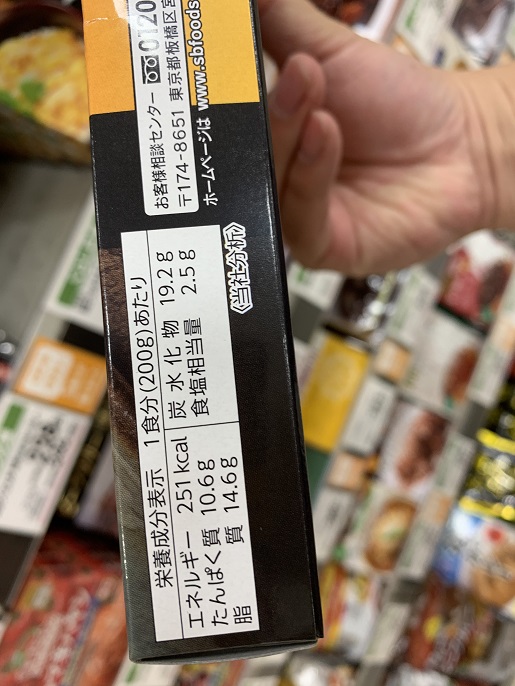 お客様相談センター 0120
〒174-8651 東京都板橋区宮
ホームページは www.sbfoods
栄養成分表示 1食分(200g)あたり
エネルギー 251kcal 炭水化物 19.2g
たんぱく質 10.6g 食塩相当量 2.5g
脂質 14.6g
〈当社分析〉